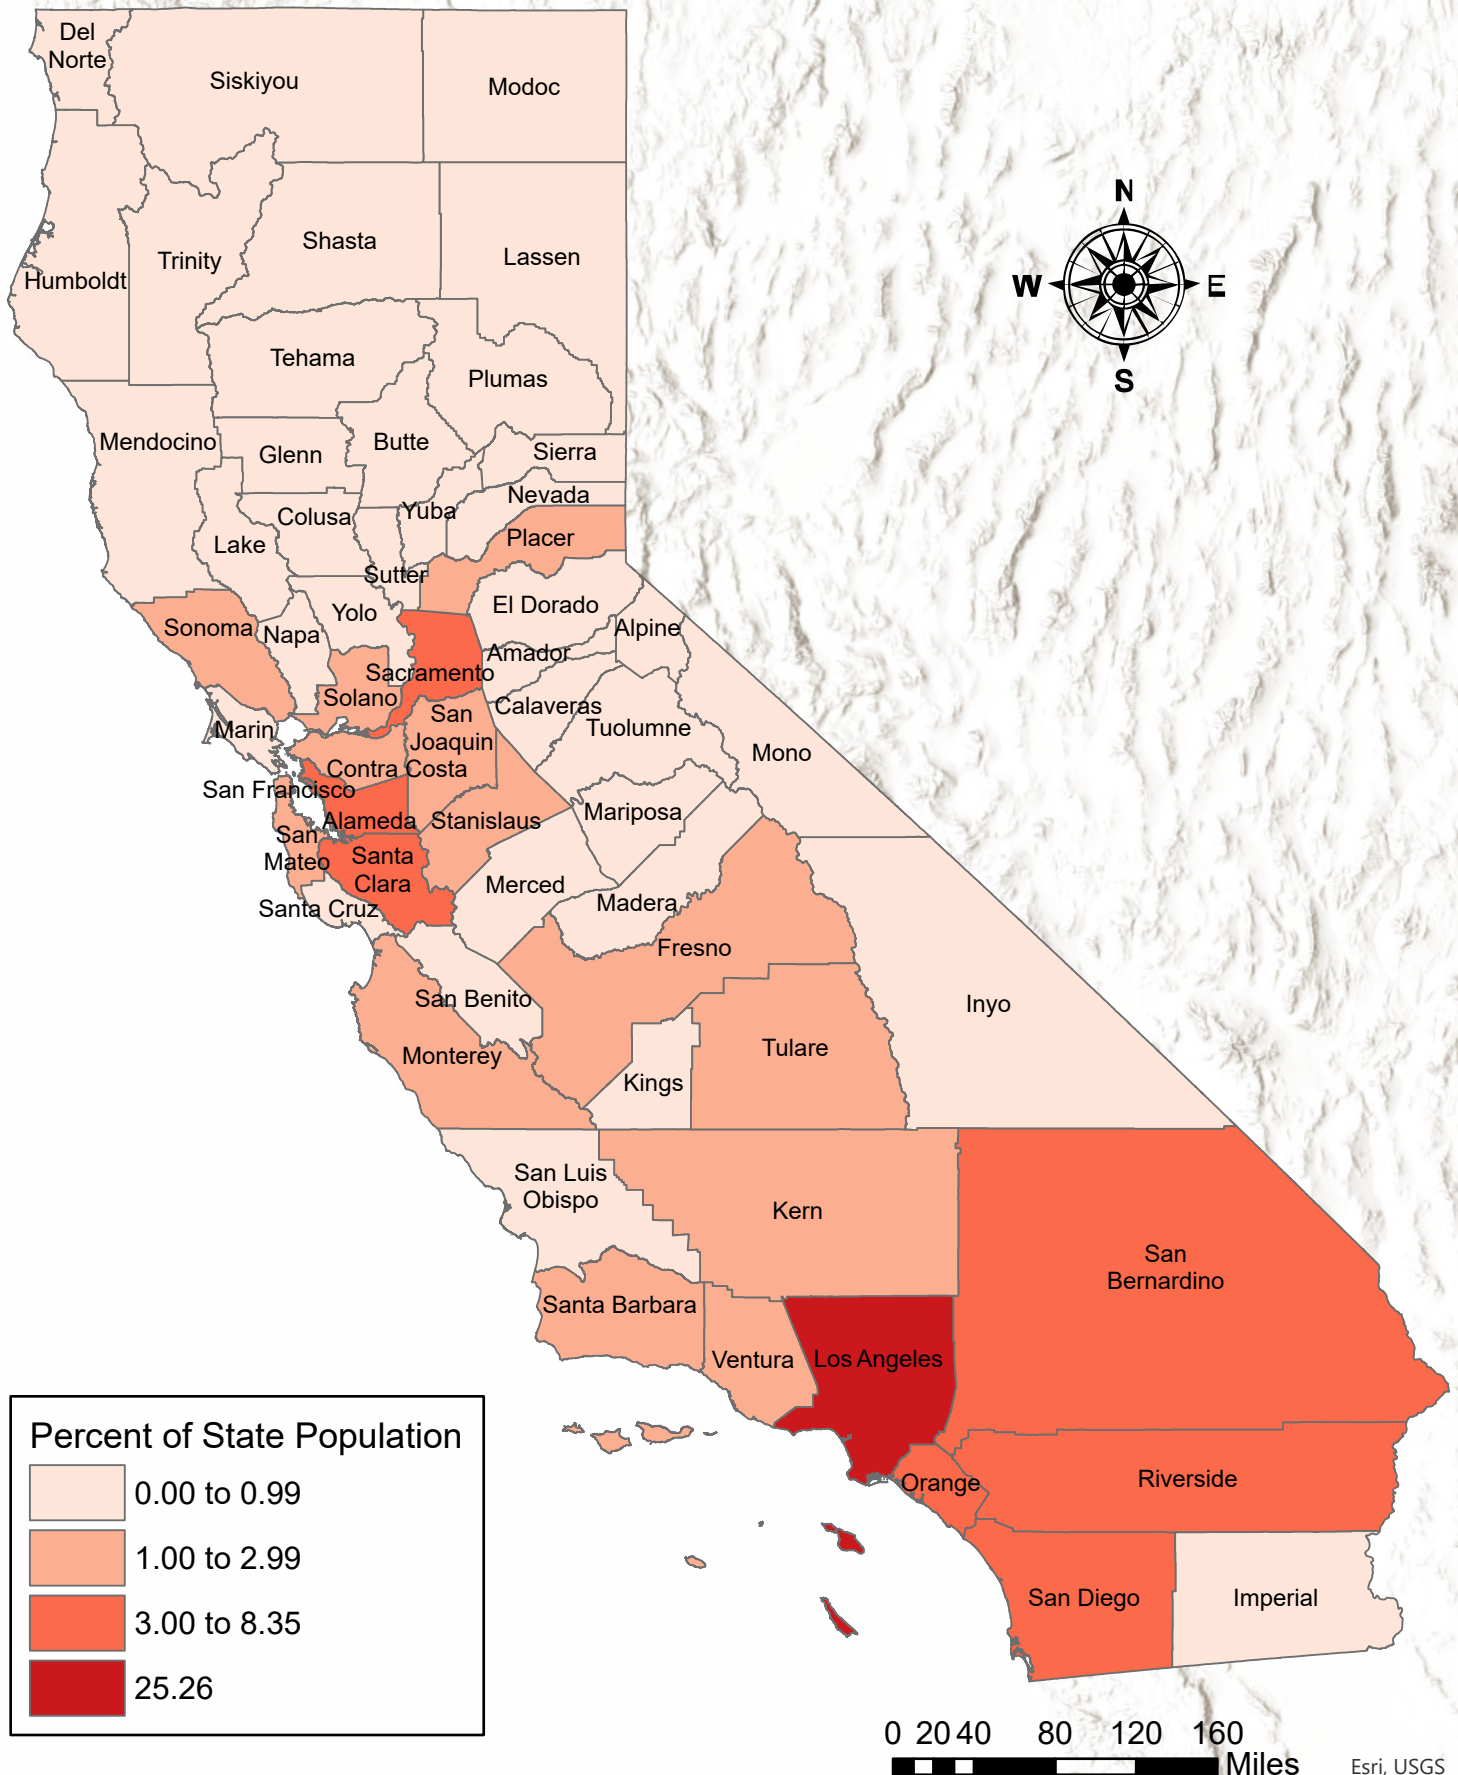 Del
Norte
Siskiyou
Modoc
N
W
E
S
Shasta
Lassen
Trinity
Humboldt
Tehama
Plumas
Mendocino
Butte
Glenn
Sierra
Nevada
Yuba
Colusa
Placer
Lake
Sutter
El Dorado
Yolo
Sonoma
Napa
Alpine
Amador
Sacramento
Solano
Calaveras
San
Joaquin
Tuolumne
Marin
Mono
Contra Costa
San Francisco
Mariposa
Alameda
Stanislaus
San
Mateo
Santa
Clara
Merced
Madera
Santa Cruz
Fresno
San Benito
Inyo
Tulare
Monterey
Kings
San Luis
Obispo
Kern
San
Bernardino
Santa Barbara
Ventura
Los Angeles
Orange
Riverside
San Diego
Imperial
Percent of State Population
0.00 to 0.99
1.00 to 2.99
3.00 to 8.35
25.26
0 20 40 80 120 160
Miles
Esri, USGS